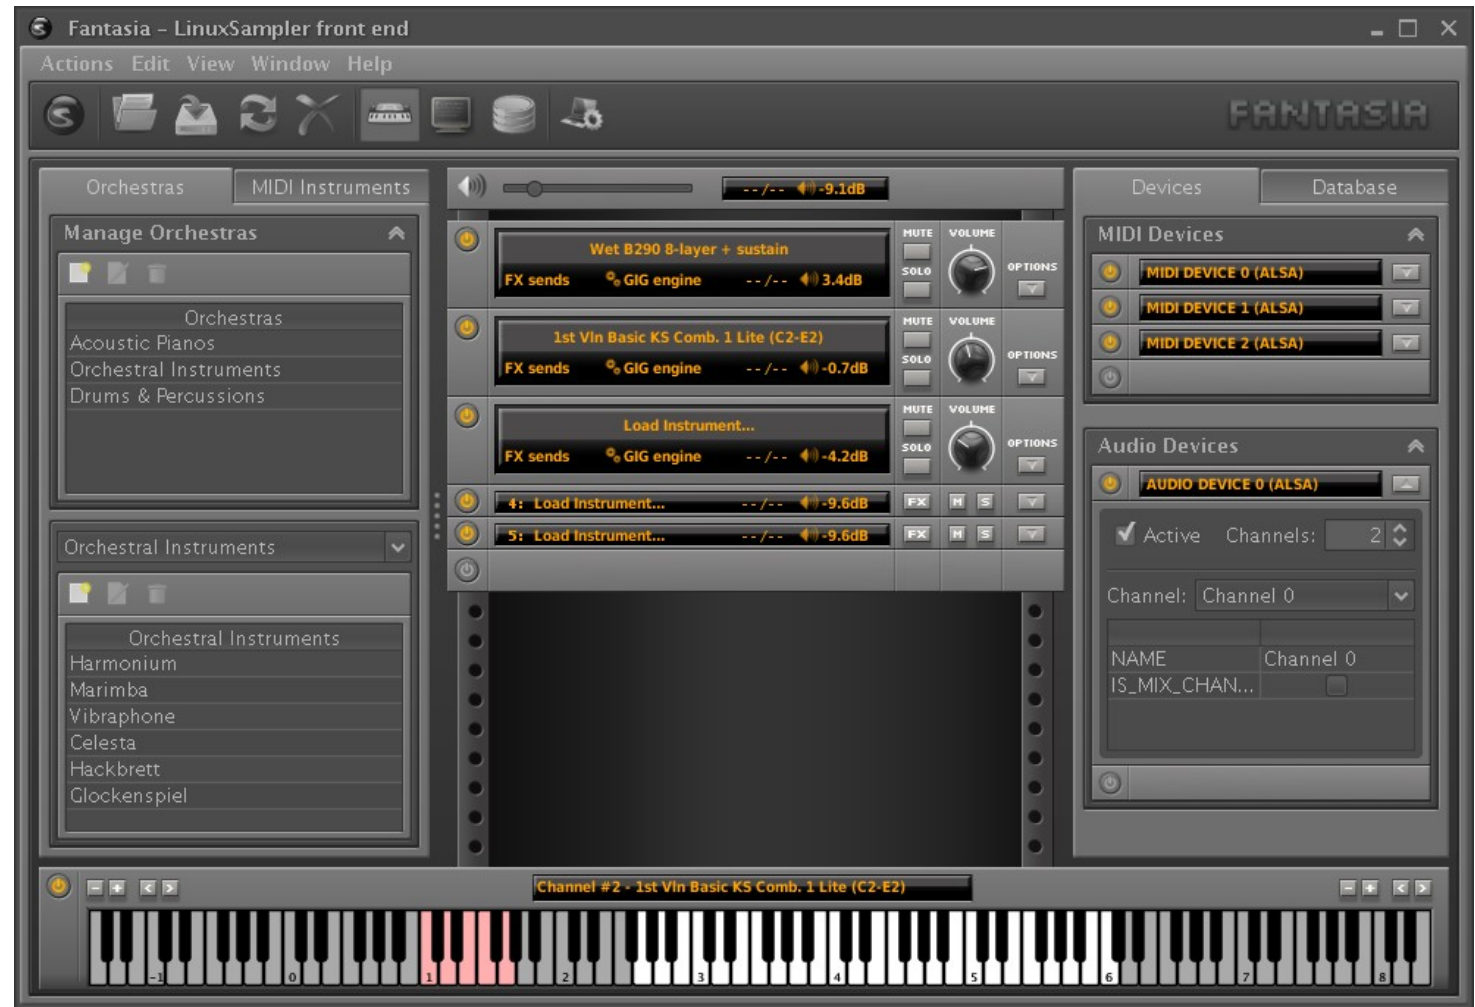 Fantasia – LinuxSampler front end
Actions Edit View Window Help
FANTASIA
Orchestras MIDI Instruments
Manage Orchestras
Orchestras
Acoustic Pianos
Orchestral Instruments
Drums & Percussions
Orchestral Instruments
Orchestral Instruments
Harmonium
Marimba
Vibraphone
Celesta
Hackbrett
Glockenspiel
--/-- -9.1dB
Wet B290 8-layer + sustain
FX sends GIG engine --/-- 3.4dB
MUTE VOLUME
SOLO OPTIONS
1st Vln Basic KS Comb. 1 Lite (C2-E2)
FX sends GIG engine --/-- -0.7dB
MUTE VOLUME
SOLO OPTIONS
Load Instrument...
FX sends GIG engine --/-- -4.2dB
MUTE VOLUME
SOLO OPTIONS
4: Load Instrument... --/-- -9.6dB FX M S
5: Load Instrument... --/-- -9.6dB FX M S
Devices Database
MIDI Devices
MIDI DEVICE 0 (ALSA)
MIDI DEVICE 1 (ALSA)
MIDI DEVICE 2 (ALSA)
Audio Devices
AUDIO DEVICE 0 (ALSA)
Active Channels: 2
Channel: Channel 0
NAME Channel 0
IS_MIX_CHAN...
- + < > Channel #2 - 1st Vln Basic KS Comb. 1 Lite (C2-E2) - + < >
-1 0 1 2 3 4 5 6 7 8